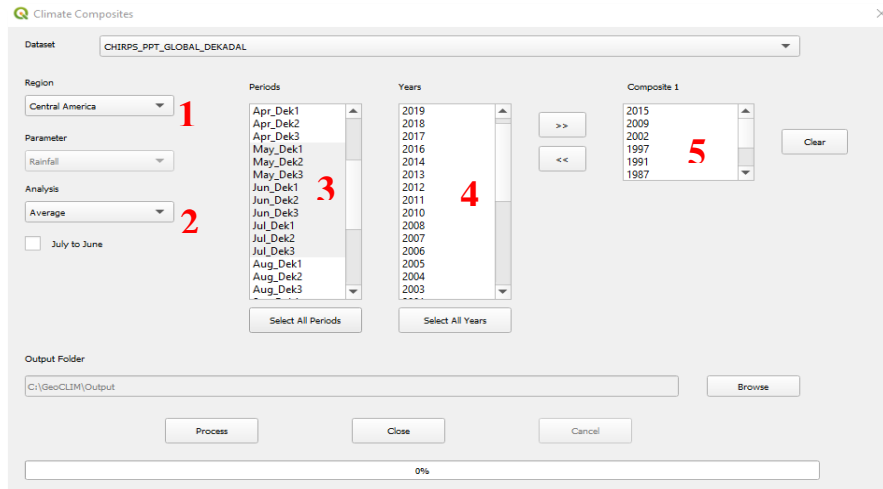 Climate Composites
Dataset
CHIRPS_PPT_GLOBAL_DEKADAL
Region
Central America
1
Parameter
Rainfall
Analysis
Average
2
July to June
Periods
Apr_Dek1
Apr_Dek2
Apr_Dek3
May_Dek1
May_Dek2
May_Dek3
Jun_Dek1
Jun_Dek2
Jun_Dek3
Jul_Dek1
Jul_Dek2
Jul_Dek3
Aug_Dek1
Aug_Dek2
Aug_Dek3
3
Select All Periods
Years
2019
2018
2017
2016
2014
2013
2012
2011
2010
2008
2007
2006
2005
2004
2003
4
Select All Years
>>
<<
Composite 1
2015
2009
2002
1997
1991
1987
5
Clear
Output Folder
C:\GeoCLIM\Output
Browse
Process
Close
Cancel
0%